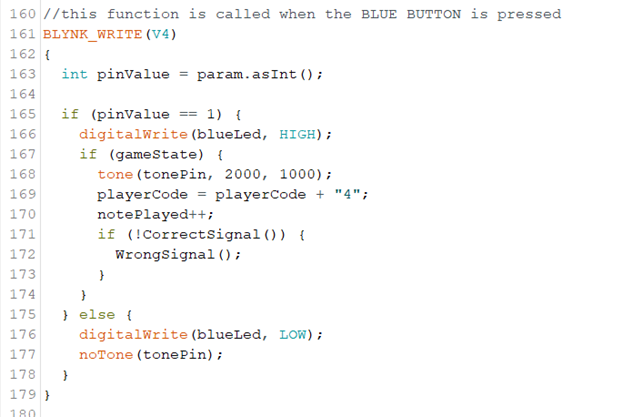 160 //this function is called when the BLUE BUTTON is pressed
161 BLYNK_WRITE(V4)
162 {
163   int pinValue = param.asInt();
164
165   if (pinValue == 1) {
166     digitalWrite(blueLed, HIGH);
167     if (gameState) {
168       tone(tonePin, 2000, 1000);
169       playerCode = playerCode + "4";
170       notePlayed++;
171       if (!CorrectSignal()) {
172         WrongSignal();
173       }
174     }
175   } else {
176     digitalWrite(blueLed, LOW);
177     noTone(tonePin);
178   }
179 }
180